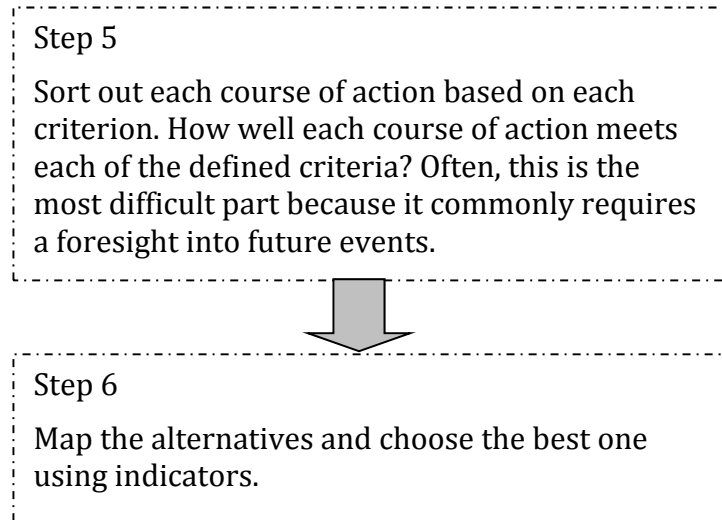 Step 5
Sort out each course of action based on each
criterion. How well each course of action meets
each of the defined criteria? Often, this is the
most difficult part because it commonly requires
a foresight into future events.
Step 6
Map the alternatives and choose the best one
using indicators.